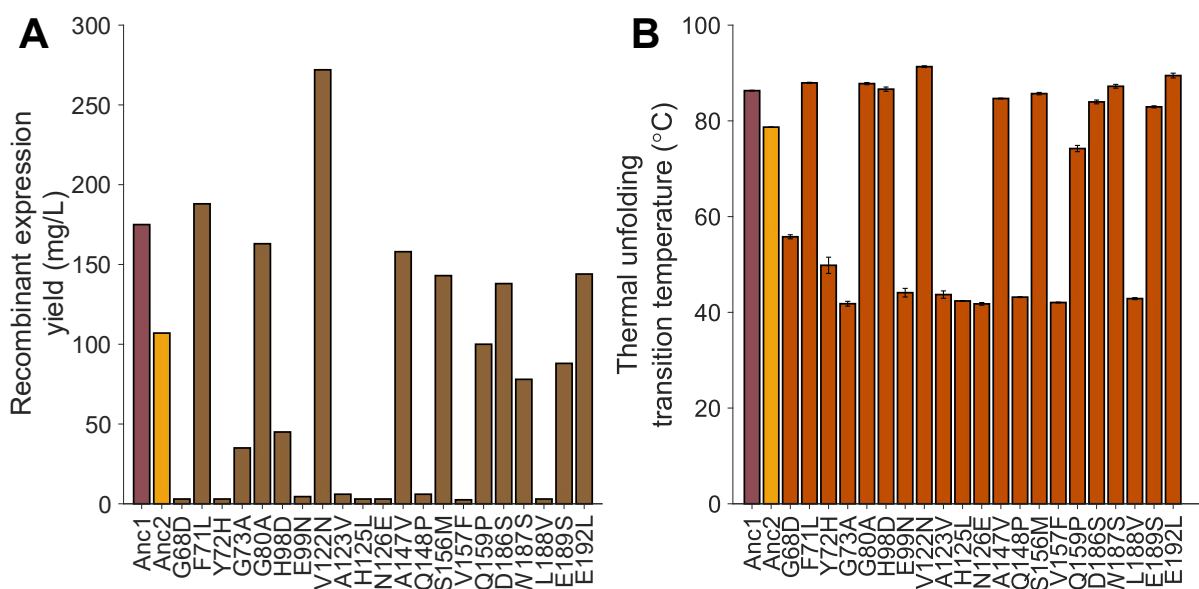 A
Recombinant expression
yield (mg/L)
300
250
200
150
100
50
0
Anc1
Anc2
G68D
F71L
Y72H
G73A
G80A
H98D
E99N
V122N
A123V
H125L
N126E
A147V
Q148P
S156M
V157F
Q159P
D186S
W187S
L188V
E189S
E192L
B
Thermal unfolding
transition temperature (°C)
100
80
60
40
20
0
Anc1
Anc2
G68D
F71L
Y72H
G73A
G80A
H98D
E99N
V122N
A123V
H125L
N126E
A147V
Q148P
S156M
V157F
Q159P
D186S
W187S
L188V
E189S
E192L